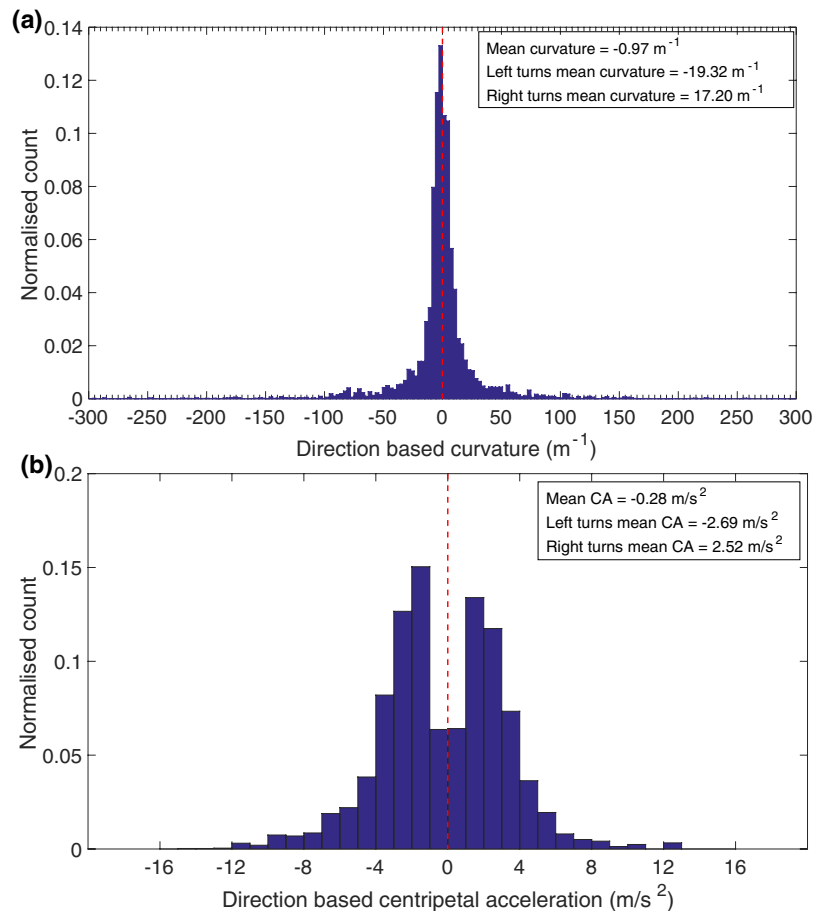 (a)
0.14
0.12
0.1
0.08
0.06
0.04
0.02
0
Normalised count
Mean curvature = -0.97 m⁻¹
Left turns mean curvature = -19.32 m⁻¹
Right turns mean curvature = 17.20 m⁻¹
-300 -250 -200 -150 -100 -50 0 50 100 150 200 250 300
Direction based curvature (m⁻¹)
(b)
0.2
0.15
0.1
0.05
0
Normalised count
Mean CA = -0.28 m/s²
Left turns mean CA = -2.69 m/s²
Right turns mean CA = 2.52 m/s²
-16 -12 -8 -4 0 4 8 12 16
Direction based centripetal acceleration (m/s²)